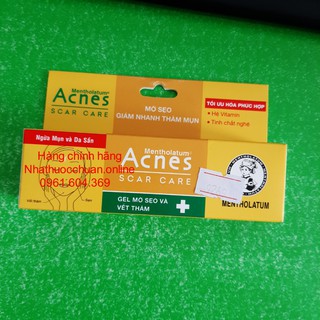 Mentholatum®
Acnes
SCAR CARE
MỜ SẸO
GIẢM NHANH THÂM MỤN
TỐI ƯU HÓA PHỨC HỢP
• Hệ Vitamin
• Tinh chất nghệ
Ngừa Mụn và Da Sần
Mentholatum®
Acnes
SCAR CARE
Hàng chính hãng
Nhathuocchuan.online
0961.604.369
GEL MỜ SẸO VÀ
VẾT THÂM
MENTHOLATUM